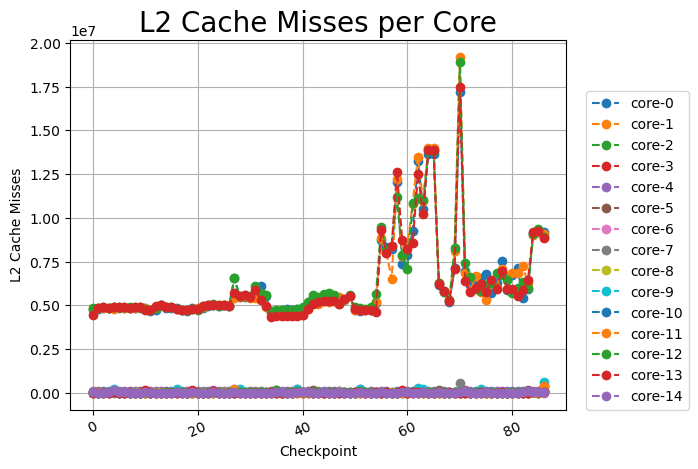 L2 Cache Misses per Core
1e7
2.00
1.75
1.50
1.25
1.00
0.75
0.50
0.25
0.00
L2 Cache Misses
0
20
40
60
80
Checkpoint
core-0
core-1
core-2
core-3
core-4
core-5
core-6
core-7
core-8
core-9
core-10
core-11
core-12
core-13
core-14